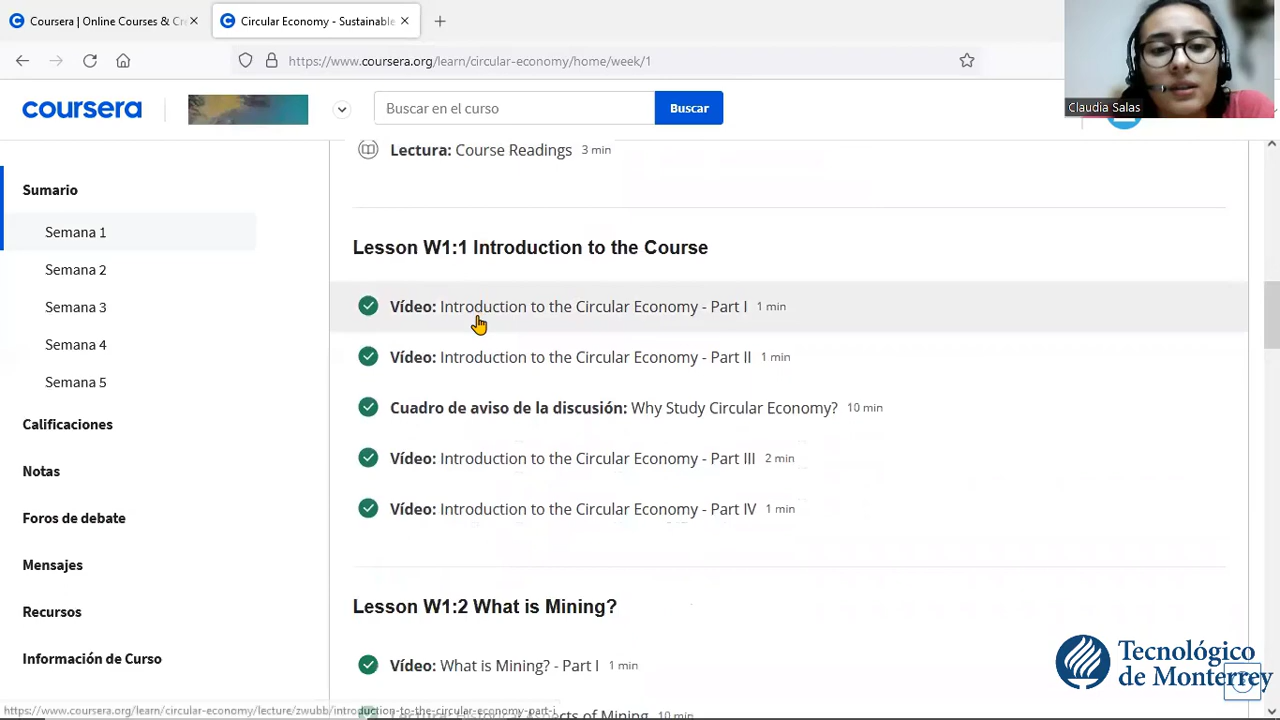 Coursera | Online Courses & Cr
Circular Economy - Sustainable
https://www.coursera.org/learn/circular-economy/home/week/1
Claudia Salas
coursera
Buscar en el curso
Buscar
Lectura: Course Readings 3 min
Sumario
Semana 1
Semana 2
Semana 3
Semana 4
Semana 5
Calificaciones
Notas
Foros de debate
Mensajes
Recursos
Información de Curso
Lesson W1:1 Introduction to the Course
Vídeo: Introduction to the Circular Economy - Part I 1 min
Vídeo: Introduction to the Circular Economy - Part II 1 min
Cuadro de aviso de la discusión: Why Study Circular Economy? 10 min
Vídeo: Introduction to the Circular Economy - Part III 2 min
Vídeo: Introduction to the Circular Economy - Part IV 1 min
Lesson W1:2 What is Mining?
Vídeo: What is Mining? - Part I 1 min
Lectura: Historical aspects of Mining 10 min
Tecnológico
de Monterrey
https://www.coursera.org/learn/circular-economy/lecture/zwubb/introduction-to-the-circular-economy-part-i